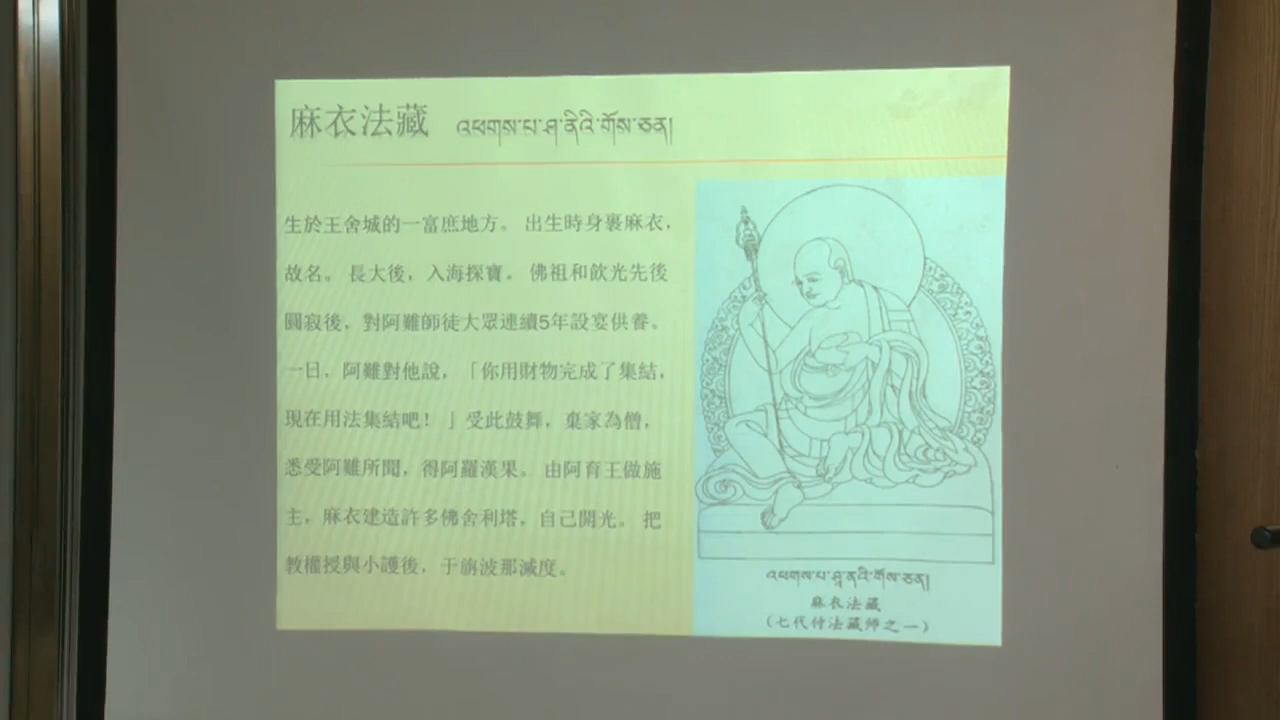 麻衣法藏 འཕགས་པ་ཤ་ནིའི་གོས་ཅན།
生於王舍城的一富庶地方。 出生時身裹麻衣，
故名。 長大後，入海探寶。 佛祖和飲光先後
圓寂後，對阿難師徒大眾連續5年設宴供養。
一日，阿難對他說，「你用財物完成了集結，
現在用法集結吧！ 」受此鼓舞，棄家為僧，
悉受阿難所聞，得阿羅漢果。 由阿育王做施
主，麻衣建造許多佛舍利塔，自己開光。 把
教權授與小護後，于旃波那滅度。
འཕགས་པ་ཤཱ་ནའི་གོས་ཅན།
麻衣法藏
(七代付法藏師之一)